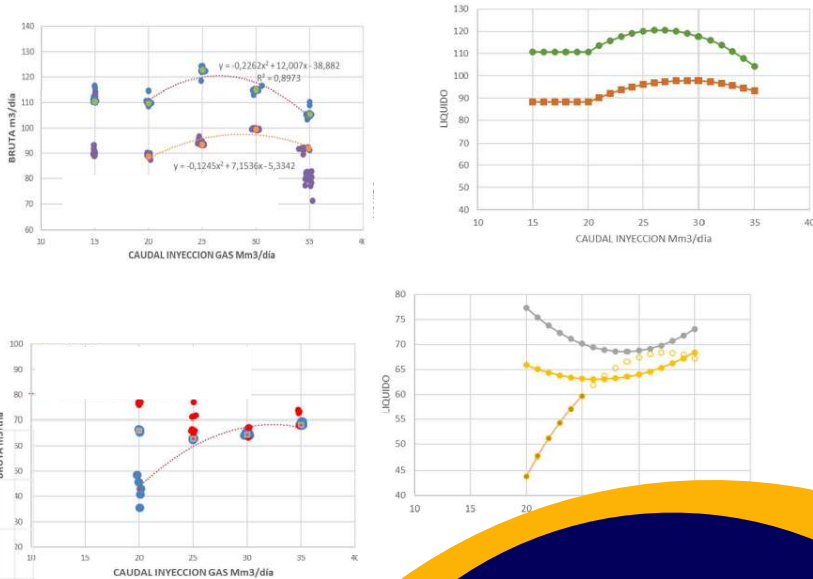 140
130
120
110
100
90
80
70
60
BRUTA m3/día
y = -0,2262x² + 12,007x - 38,882
R² = 0,8973
y = -0,1245x² + 7,1536x - 5,3342
10 15 20 25 30 35
CAUDAL INYECCION GAS Mm3/día
130
120
110
100
90
80
70
60
50
40
LIQUIDO
10 15 20 25 30 35 40
CAUDAL INYECCION Mm3/dia
100
90
80
70
60
50
40
30
20
10 15 20 25 30 35
CAUDAL INYECCION GAS Mm3/día
80
75
70
65
60
55
50
45
40
LIQUIDO
10 15 20